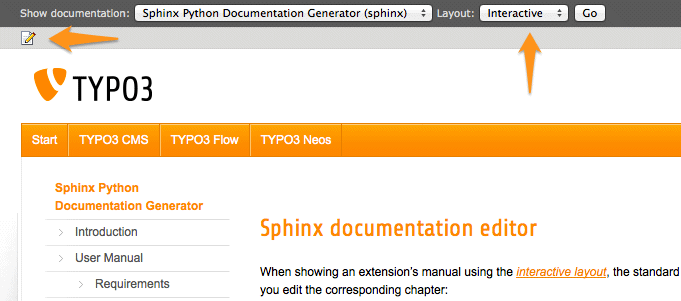 Show documentation: Sphinx Python Documentation Generator (sphinx) Layout: Interactive Go
TYPO3
Start TYPO3 CMS TYPO3 Flow TYPO3 Neos
Sphinx Python
Documentation Generator
Introduction
User Manual
Requirements
Sphinx documentation editor
When showing an extension's manual using the interactive layout, the standard
you edit the corresponding chapter: